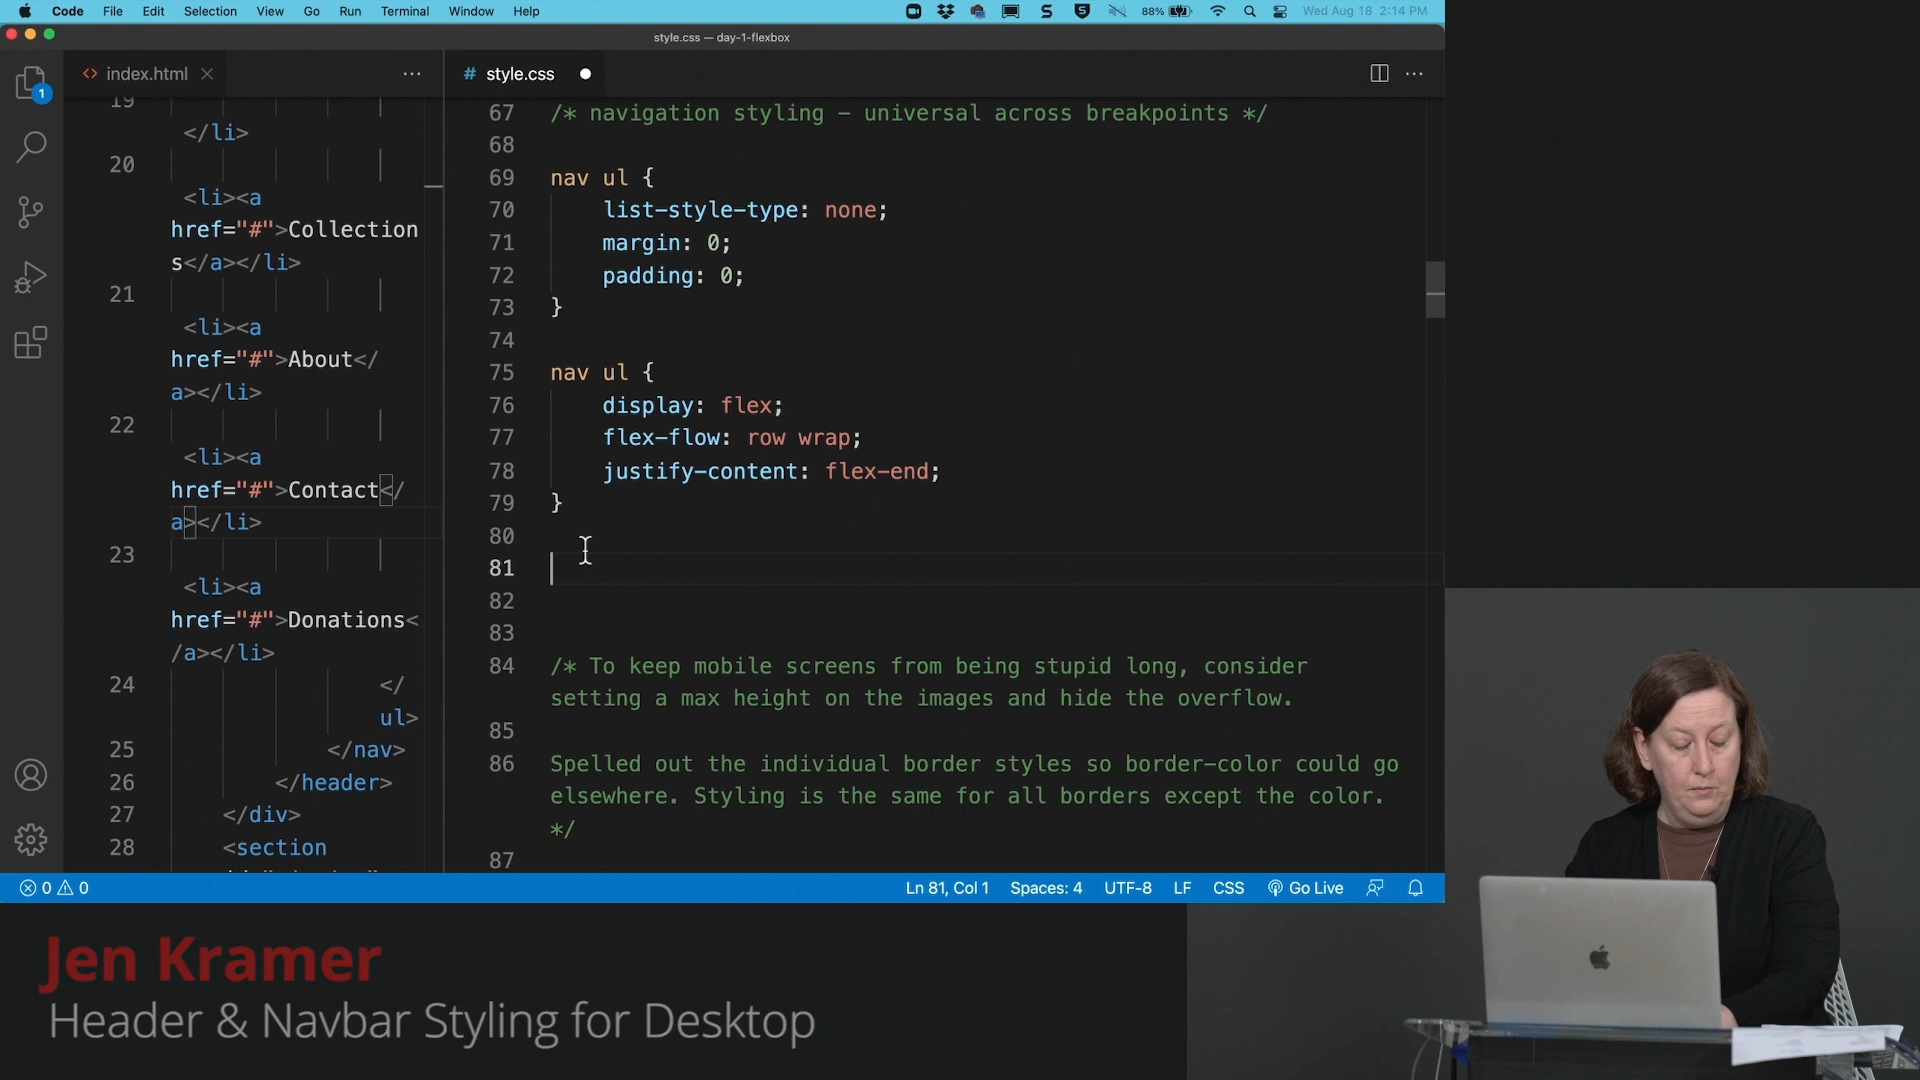 Code File Edit Selection View Go Run Terminal Window Help 88% Wed Aug 18 2:14 PM
style.css — day-1-flexbox
1
<> index.html × ···
19
</li>
20
<li><a
href="#">Collection
s</a></li>
21
<li><a
href="#">About</
a></li>
22
<li><a
href="#">Contact</
a></li>
23
<li><a
href="#">Donations<
/a></li>
24 </
ul>
25 </nav>
26 </header>
27 </div>
28 <section
# style.css ● ···
67 /* navigation styling – universal across breakpoints */
68
69 nav ul {
70 list-style-type: none;
71 margin: 0;
72 padding: 0;
73 }
74
75 nav ul {
76 display: flex;
77 flex-flow: row wrap;
78 justify-content: flex-end;
79 }
80
81
82
83
84 /* To keep mobile screens from being stupid long, consider
setting a max height on the images and hide the overflow.
85
86 Spelled out the individual border styles so border-color could go
elsewhere. Styling is the same for all borders except the color.
*/
87
0 0 Ln 81, Col 1 Spaces: 4 UTF-8 LF CSS Go Live
Jen Kramer
Header & Navbar Styling for Desktop